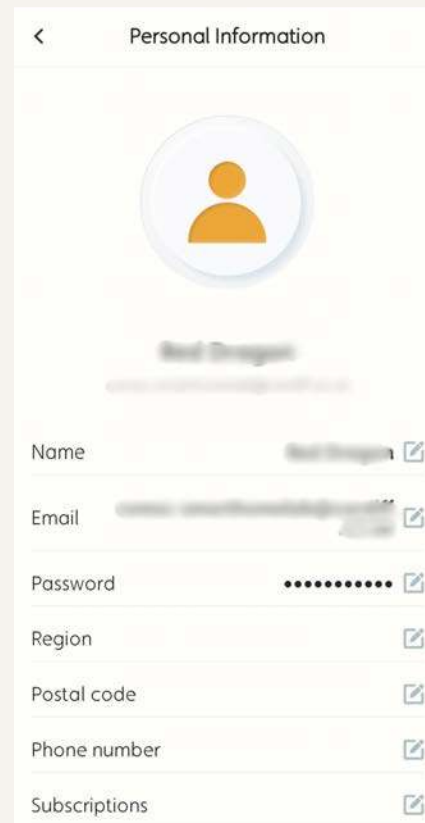 Personal Information
Name
Email
Password •••••••••••
Region
Postal code
Phone number
Subscriptions